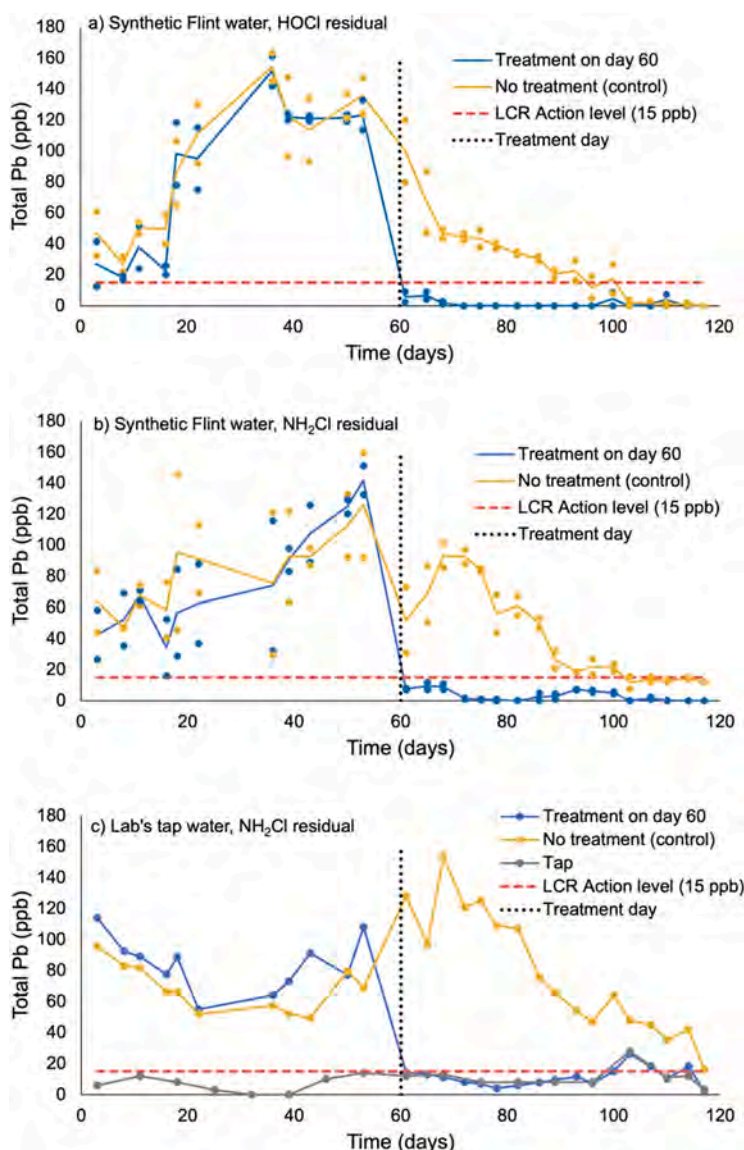 a) Synthetic Flint water, HOCl residual
Total Pb (ppb)
180
160
140
120
100
80
60
40
20
0
Treatment on day 60
No treatment (control)
LCR Action level (15 ppb)
Treatment day
0 20 40 60 80 100 120
Time (days)
b) Synthetic Flint water, NH₂Cl residual
Total Pb (ppb)
180
160
140
120
100
80
60
40
20
0
Treatment on day 60
No treatment (control)
LCR Action level (15 ppb)
Treatment day
0 20 40 60 80 100 120
Time (days)
c) Lab's tap water, NH₂Cl residual
Total Pb (ppb)
180
160
140
120
100
80
60
40
20
0
Treatment on day 60
No treatment (control)
Tap
LCR Action level (15 ppb)
Treatment day
0 20 40 60 80 100 120
Time (days)